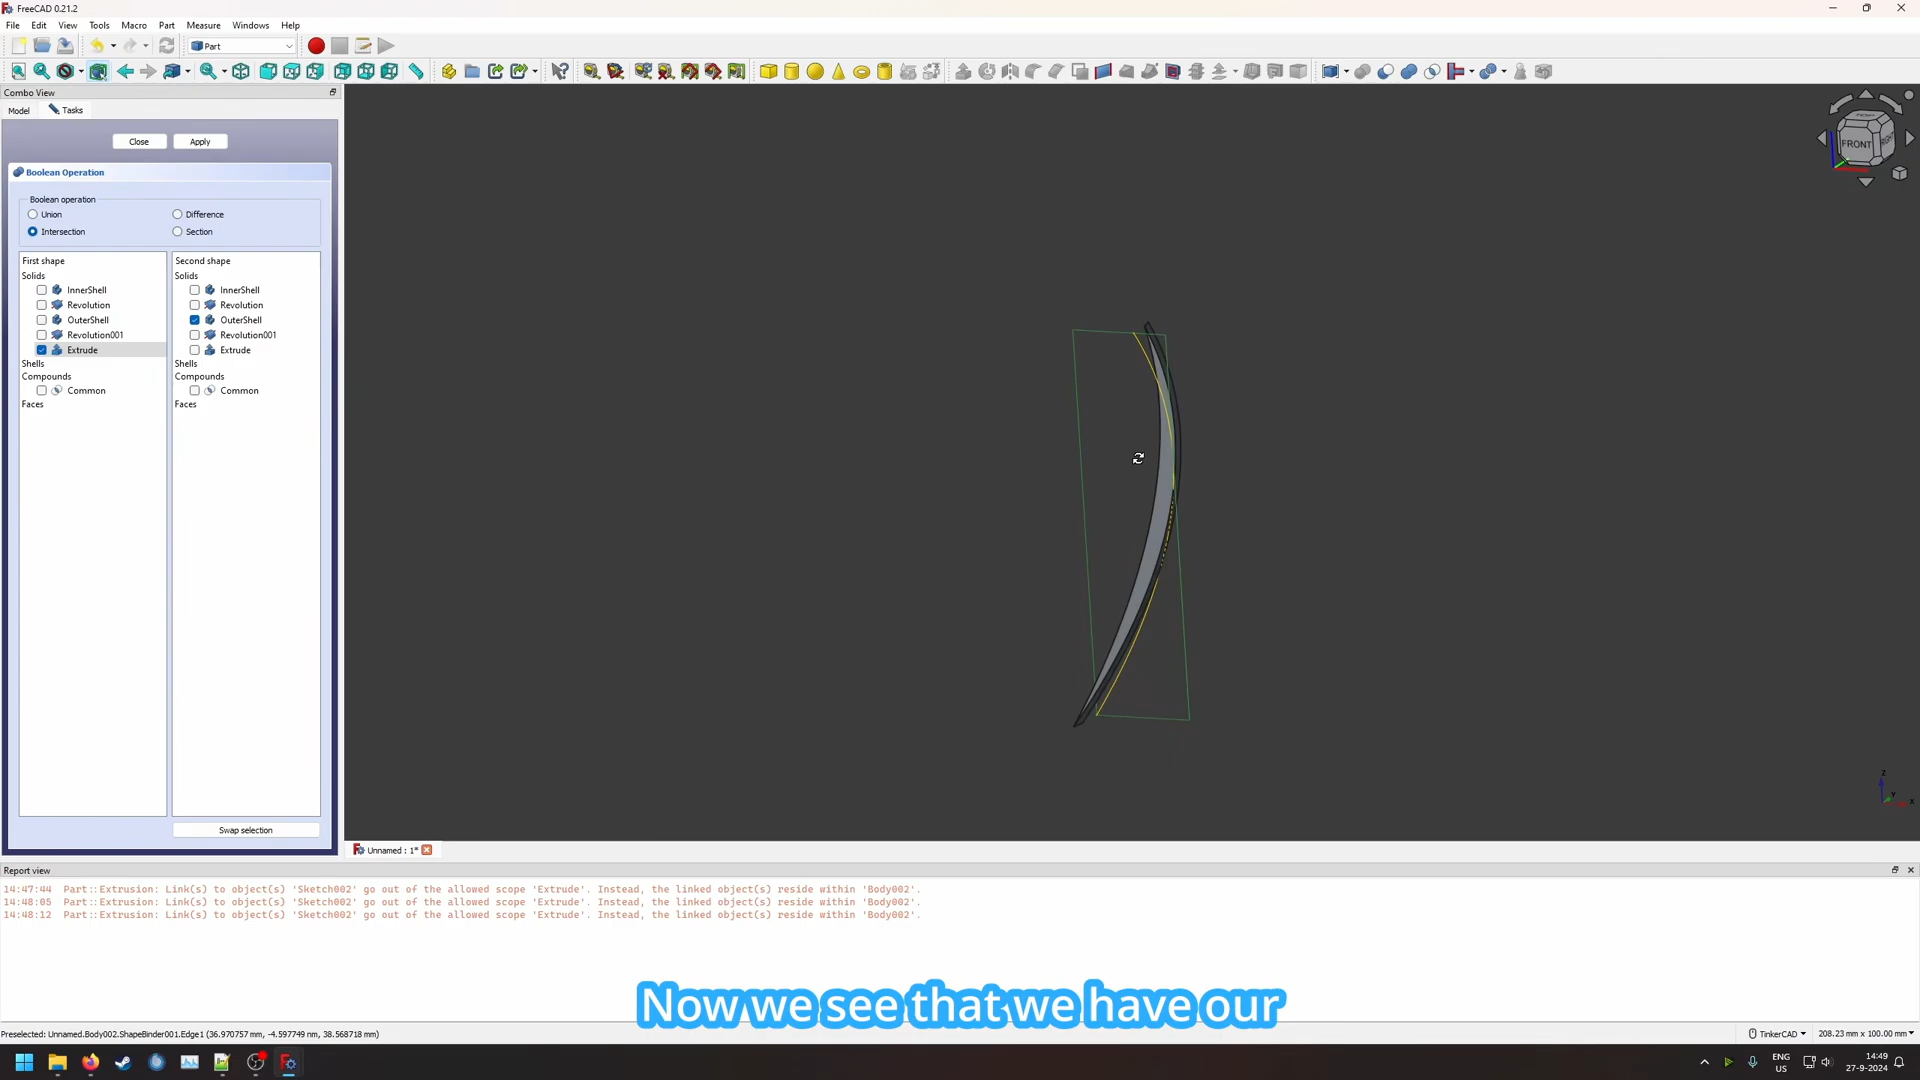 FreeCAD 0.21.2
File Edit View Tools Macro Part Measure Windows Help
Part
Combo View
Model Tasks
Close Apply
Boolean Operation
Boolean operation
Union Difference
Intersection Section
First shape Second shape
Solids Solids
InnerShell InnerShell
Revolution Revolution
OuterShell OuterShell
Revolution001 Revolution001
Extrude Extrude
Shells Shells
Compounds Compounds
Common Common
Faces Faces
Swap selection
TOP
FRONT
RIGHT
Z
Y
X
Unnamed : 1*
Report view
14:47:44 Part::Extrusion: Link(s) to object(s) 'Sketch002' go out of the allowed scope 'Extrude'. Instead, the linked object(s) reside within 'Body002'.
14:48:05 Part::Extrusion: Link(s) to object(s) 'Sketch002' go out of the allowed scope 'Extrude'. Instead, the linked object(s) reside within 'Body002'.
14:48:12 Part::Extrusion: Link(s) to object(s) 'Sketch002' go out of the allowed scope 'Extrude'. Instead, the linked object(s) reside within 'Body002'.
Now we see that we have our
Preselected: Unnamed.Body002.ShapeBinder001.Edge1 (36.970757 mm, -4.597749 mm, 38.568718 mm)
TinkerCAD 208.23 mm x 100.00 mm
ENG
US
14:49
27-9-2024